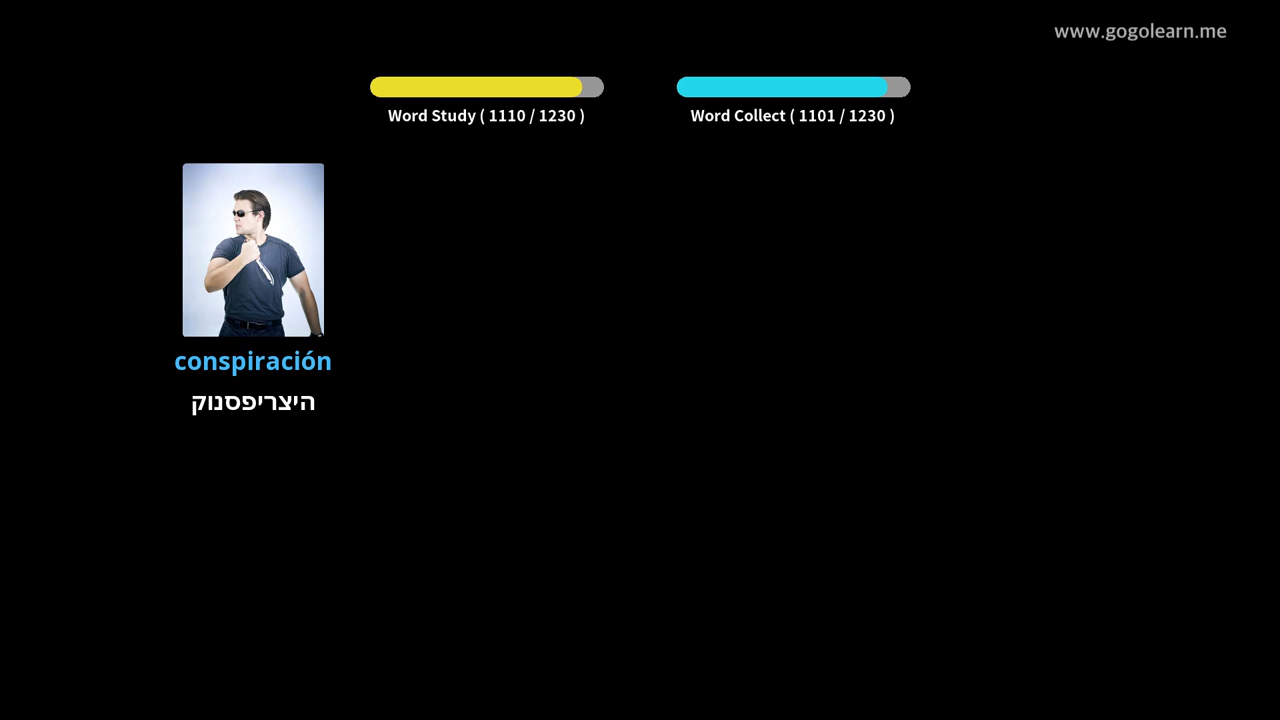 www.gogolearn.me
Word Study ( 1110 / 1230 )
Word Collect ( 1101 / 1230 )
conspiración
היצריפסנוק